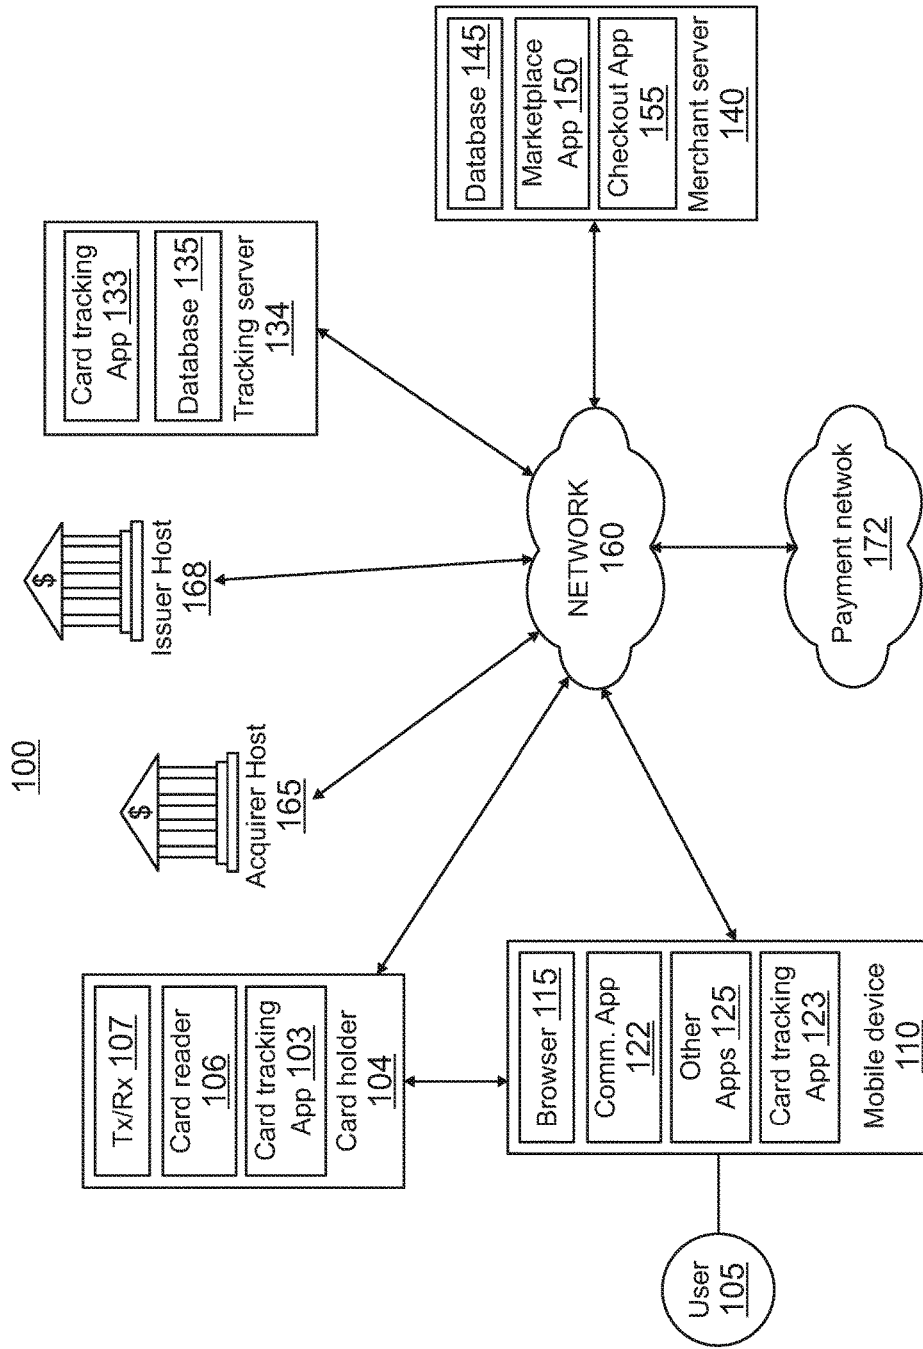 100
$
Acquirer Host
165
$
Issuer Host
168
Card tracking
App 133
Database 135
Tracking server
134
Tx/Rx 107
Card reader
106
Card tracking
App 103
Card holder
104
NETWORK
160
Database 145
Marketplace
App 150
Checkout App
155
Merchant server
140
User
105
Browser 115
Comm. App
122
Other
Apps 125
Card tracking
App 123
Mobile device
110
Payment netwok
172